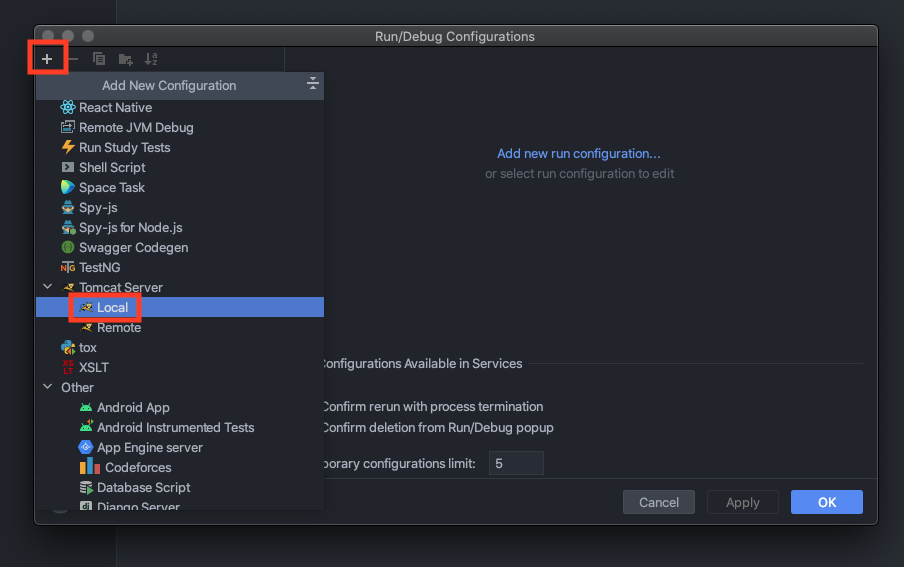 Run/Debug Configurations
Add New Configuration
React Native
Remote JVM Debug
Run Study Tests
Shell Script
Space Task
Spy-js
Spy-js for Node.js
Swagger Codegen
TestNG
Tomcat Server
Local
Remote
tox
XSLT
Other
Android App
Android Instrumented Tests
App Engine server
Codeforces
Database Script
Django Server
Add new run configuration...
or select run configuration to edit
Configurations Available in Services
Confirm rerun with process termination
Confirm deletion from Run/Debug popup
porary configurations limit: 5
Cancel
Apply
OK